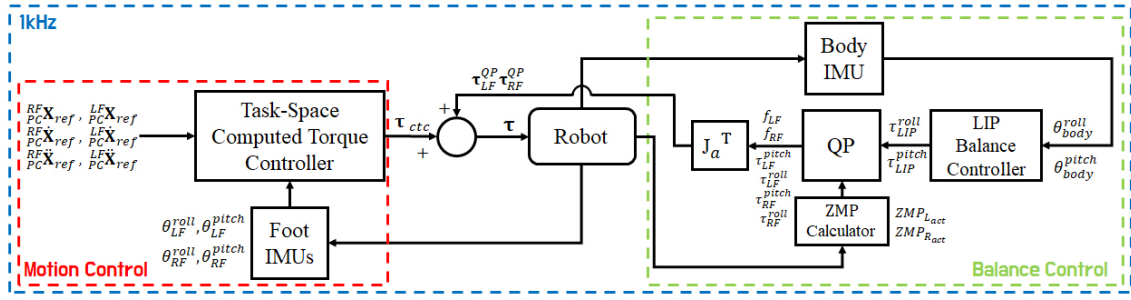 1kHz
Body
IMU
τ_LF^QP τ_RF^QP
^RF_PC X_ref , ^LF_PC X_ref
^RF_PC Ẋ_ref , ^LF_PC Ẋ_ref
^RF_PC Ẍ_ref , ^LF_PC Ẍ_ref
Task-Space
Computed Torque
Controller
τ_ctc
+
+
τ
Robot
J_a^T
f_LF
f_RF
τ_LF^pitch
τ_LF^roll
τ_RF^pitch
τ_RF^roll
QP
τ_LIP^roll
τ_LIP^pitch
LIP
Balance
Controller
θ_body^roll
θ_body^pitch
θ_LF^roll, θ_LF^pitch
θ_RF^roll, θ_RF^pitch
Foot
IMUs
ZMP
Calculator
ZMP_L_act
ZMP_R_act
Motion Control
Balance Control